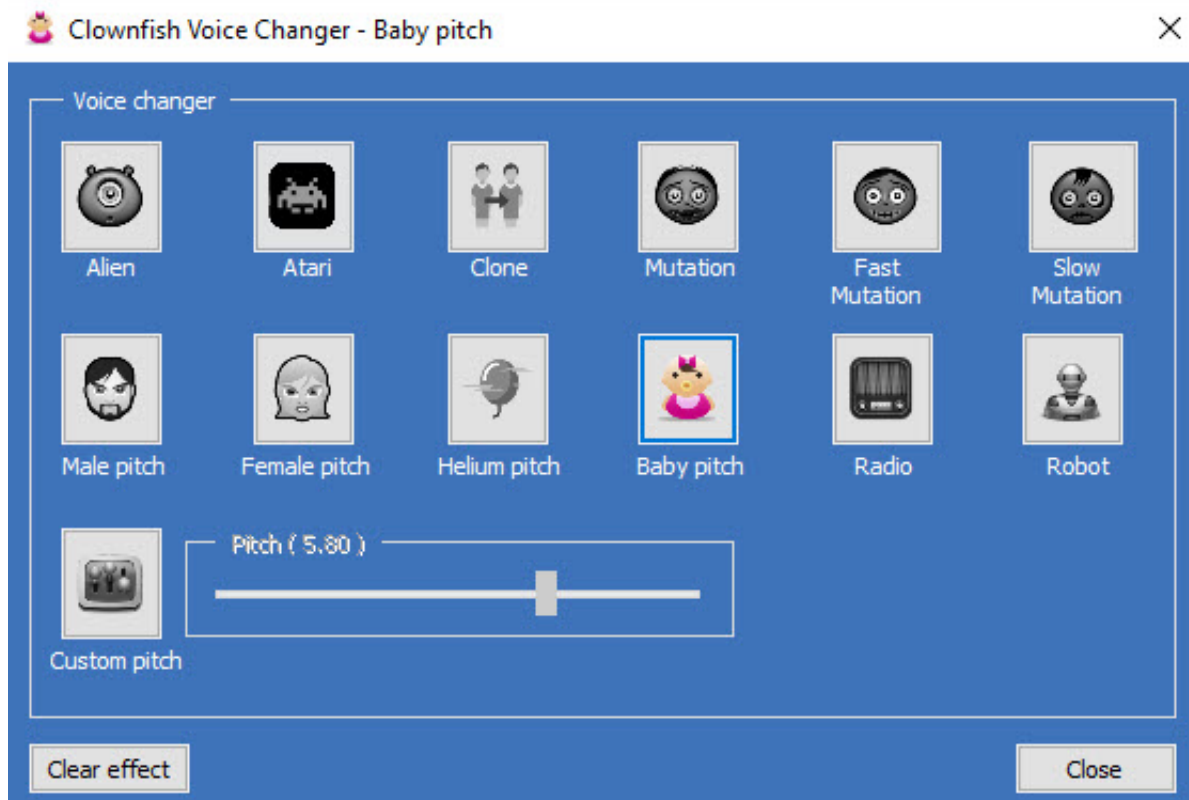 Clownfish Voice Changer - Baby pitch
Voice changer
Alien
Atari
Clone
Mutation
Fast
Mutation
Slow
Mutation
Male pitch
Female pitch
Helium pitch
Baby pitch
Radio
Robot
Pitch ( 5.80 )
Custom pitch
Clear effect
Close